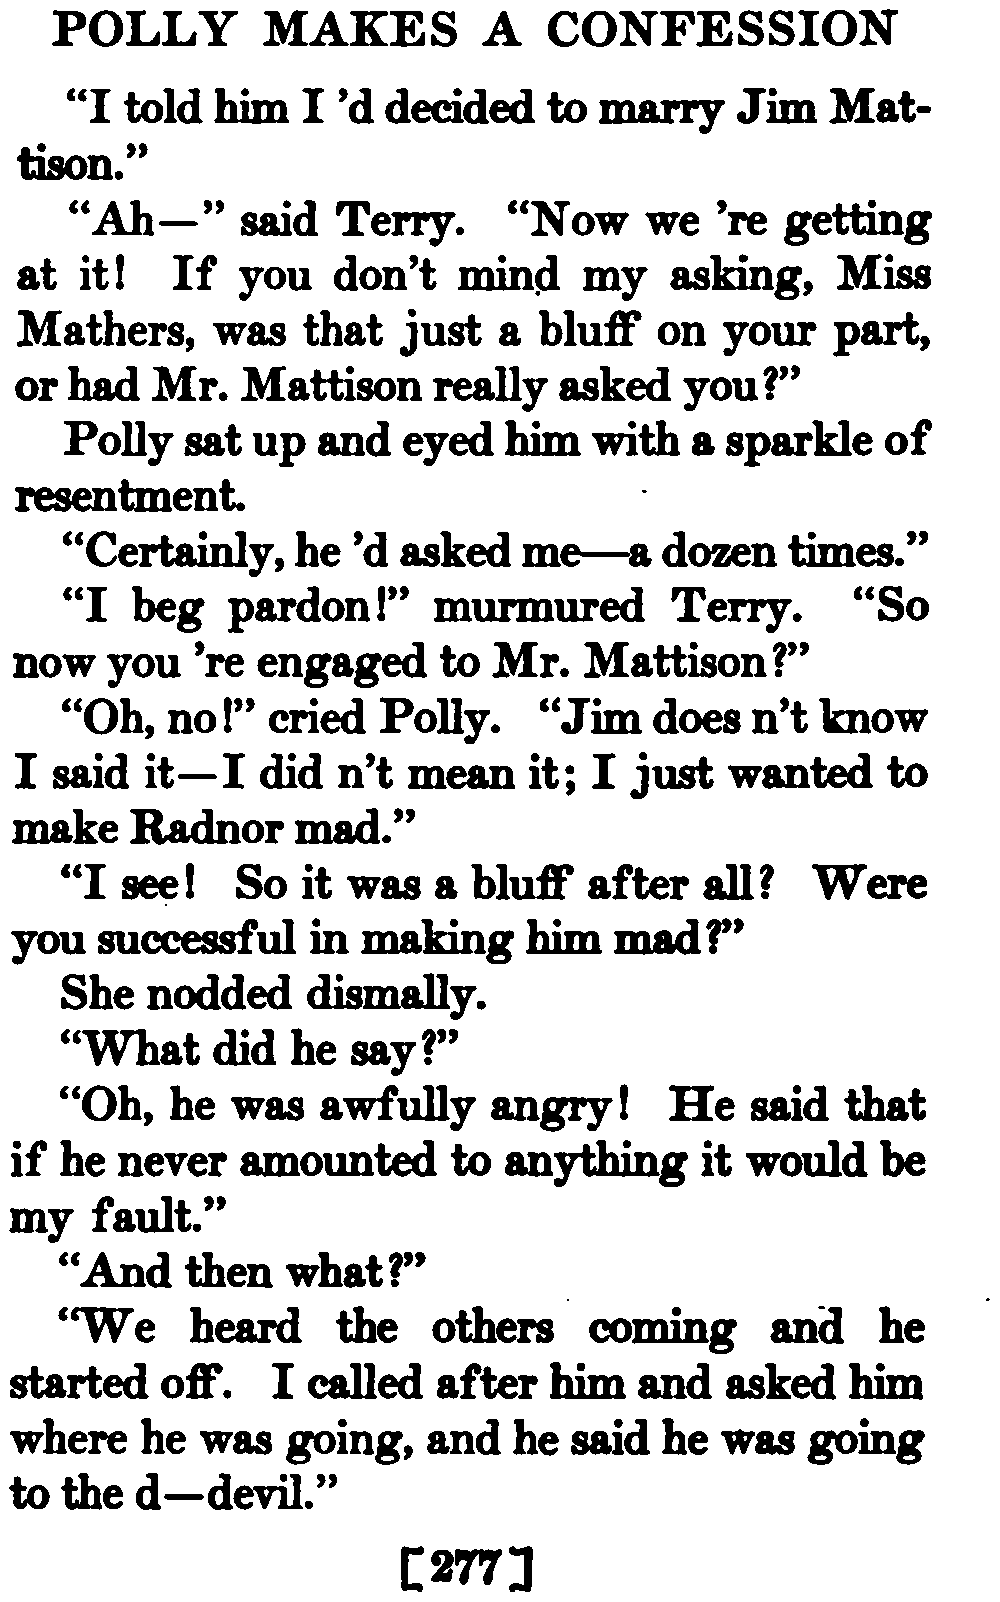 POLLY MAKES A CONFESSION
“I told him I ’d decided to marry Jim Mat-
tison.”
“Ah—” said Terry. “Now we ’re getting
at it! If you don’t mind my asking, Miss
Mathers, was that just a bluff on your part,
or had Mr. Mattison really asked you?”
Polly sat up and eyed him with a sparkle of
resentment.
“Certainly, he ’d asked me—a dozen times.”
“I beg pardon!” murmured Terry. “So
now you ’re engaged to Mr. Mattison?”
“Oh, no!” cried Polly. “Jim does n’t know
I said it—I did n’t mean it; I just wanted to
make Radnor mad.”
“I see! So it was a bluff after all? Were
you successful in making him mad?”
She nodded dismally.
“What did he say?”
“Oh, he was awfully angry! He said that
if he never amounted to anything it would be
my fault.”
“And then what?”
“We heard the others coming and he
started off. I called after him and asked him
where he was going, and he said he was going
to the d—devil.”
[277]